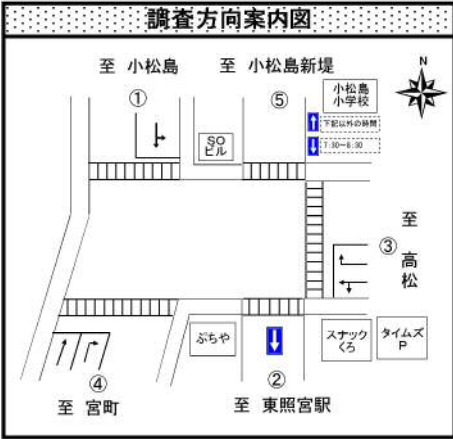 調査方向案内図
至 小松島
至 小松島新堤
小松島
小学校
N
①
⑤
SO
ビル
下記以外の時間
7:30~8:30
至
高
松
③
ぷちや
スナック
くろ
タイムズ
P
④
②
至 宮町
至 東照宮駅